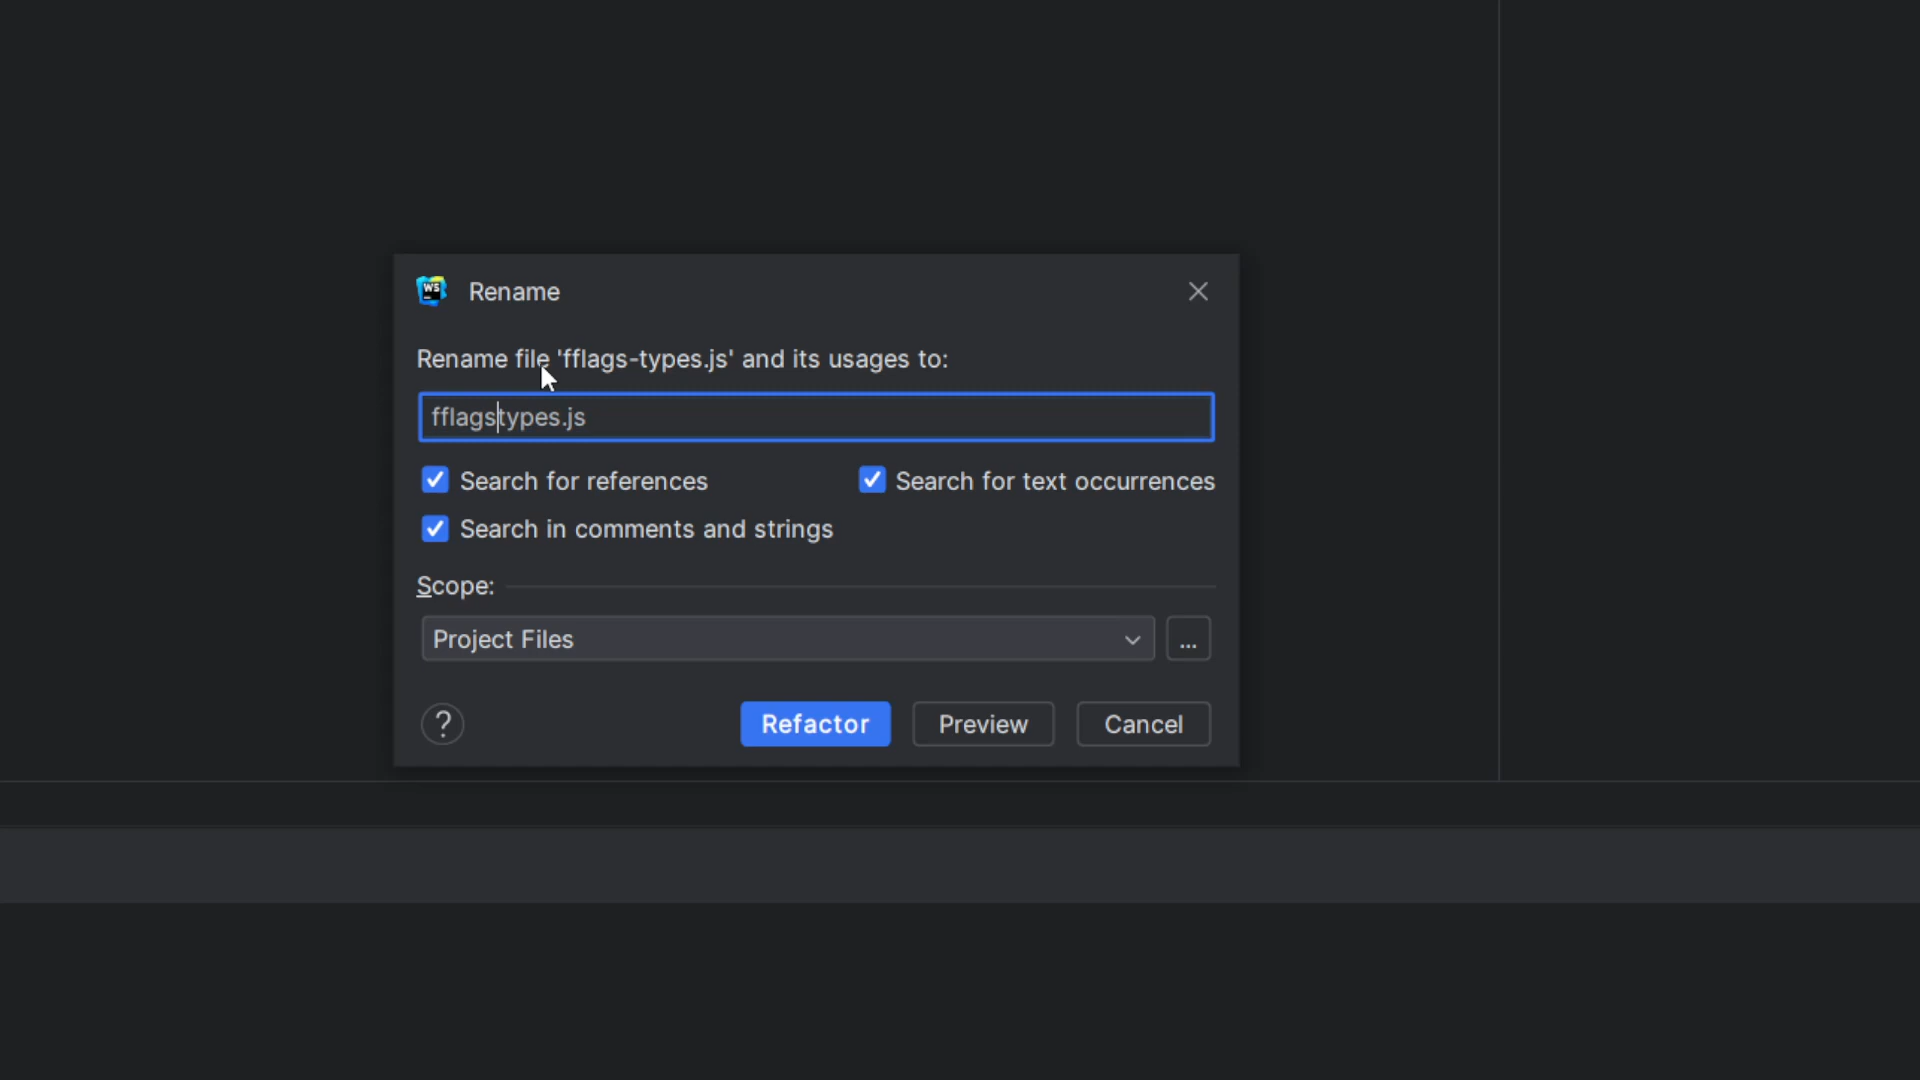 WS
Rename
Rename file 'fflags-types.js' and its usages to:
fflagstypes.js
Search for references
Search for text occurrences
Search in comments and strings
Scope:
Project Files
...
?
Refactor
Preview
Cancel